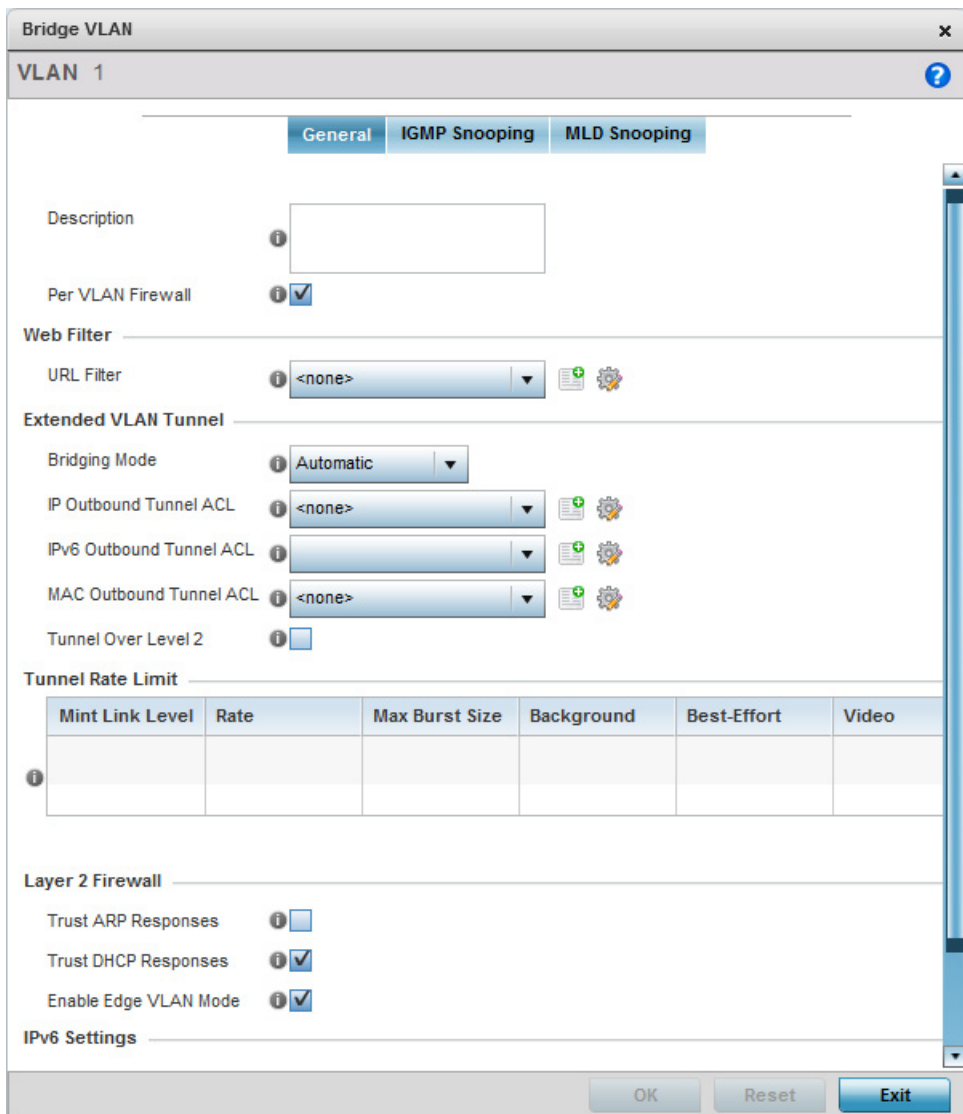 Bridge VLAN
VLAN 1
General IGMP Snooping MLD Snooping
Description
Per VLAN Firewall
Web Filter
URL Filter <none>
Extended VLAN Tunnel
Bridging Mode Automatic
IP Outbound Tunnel ACL <none>
IPv6 Outbound Tunnel ACL
MAC Outbound Tunnel ACL <none>
Tunnel Over Level 2
Tunnel Rate Limit
Mint Link Level Rate Max Burst Size Background Best-Effort Video
Layer 2 Firewall
Trust ARP Responses
Trust DHCP Responses
Enable Edge VLAN Mode
IPv6 Settings
OK Reset Exit